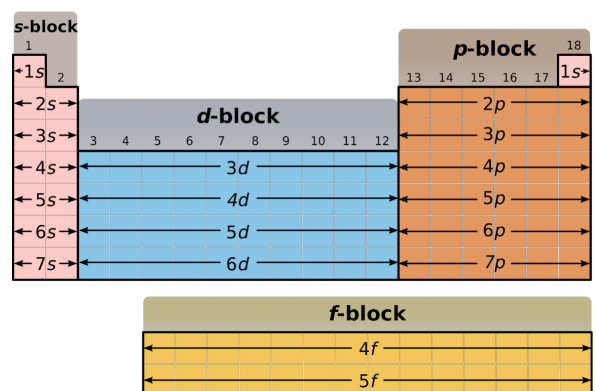 s-block
1
1s
2
2s
3s
4s
5s
6s
7s
d-block
3 4 5 6 7 8 9 10 11 12
3d
4d
5d
6d
p-block
18
13 14 15 16 17
1s
2p
3p
4p
5p
6p
7p
f-block
4f
5f